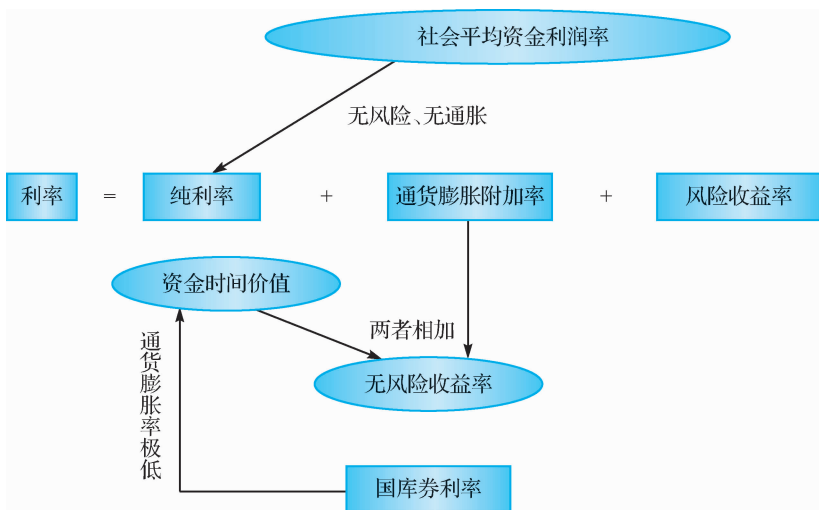 社会平均资金利润率
无风险、无通胀
利率 = 纯利率 + 通货膨胀附加率 + 风险收益率
资金时间价值
两者相加
通货膨胀率极低
无风险收益率
国库券利率